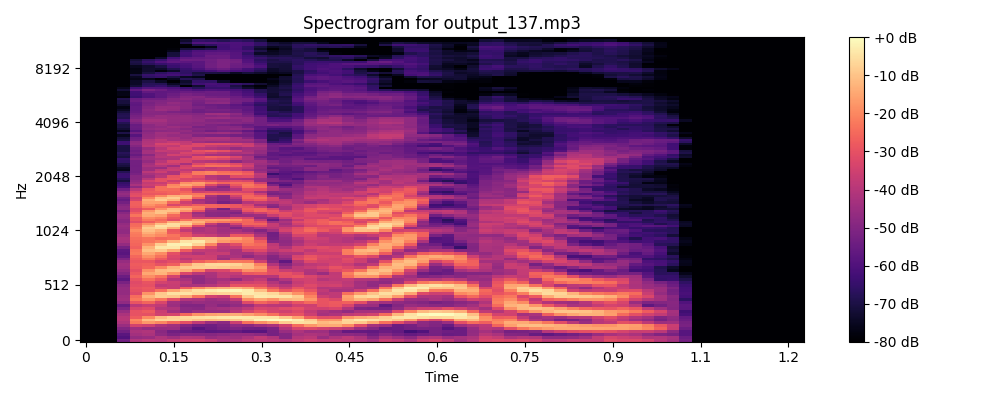 Spectrogram for output_137.mp3
Hz
8192
4096
2048
1024
512
0
0 0.15 0.3 0.45 0.6 0.75 0.9 1.1 1.2
Time
+0 dB
-10 dB
-20 dB
-30 dB
-40 dB
-50 dB
-60 dB
-70 dB
-80 dB